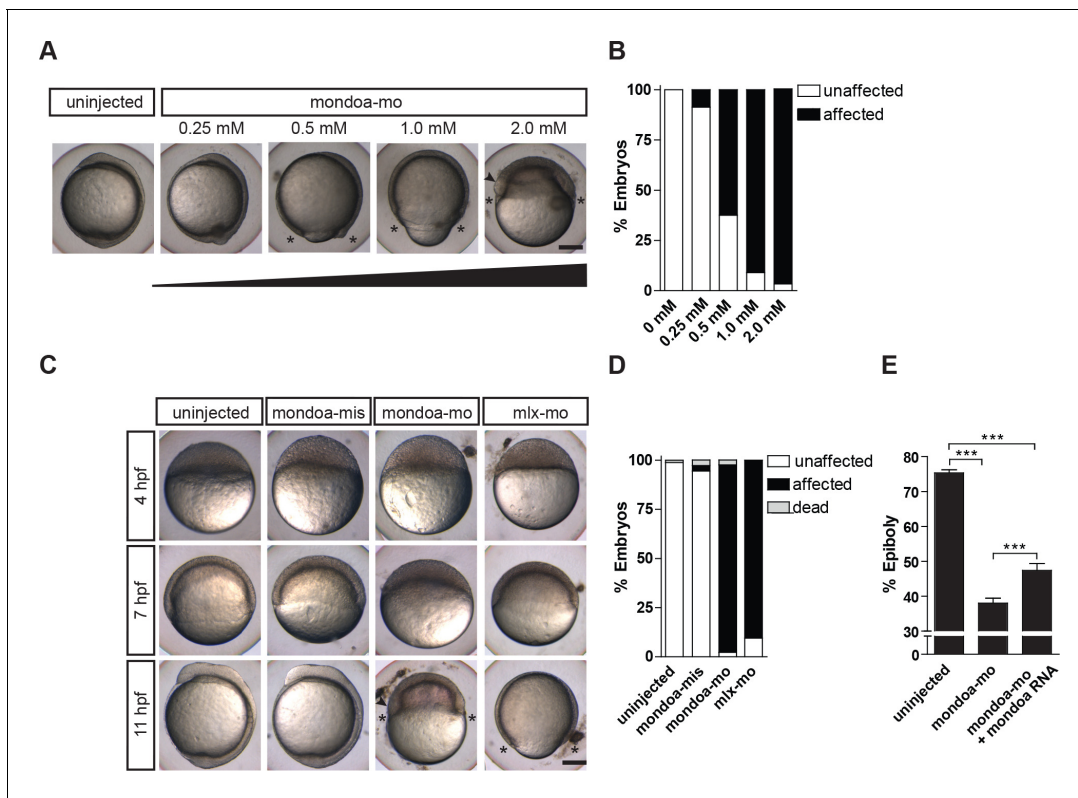 A
uninjected
mondoa-mo
0.25 mM
0.5 mM
1.0 mM
2.0 mM
*
*
*
*
*
*
B
100
75
50
25
0
% Embryos
unaffected
affected
0 mM
0.25 mM
0.5 mM
1.0 mM
2.0 mM
C
uninjected
mondoa-mis
mondoa-mo
mlx-mo
4 hpf
7 hpf
11 hpf
*
*
*
*
D
100
75
50
25
0
% Embryos
unaffected
affected
dead
uninjected
mondoa-mis
mondoa-mo
mlx-mo
E
80
70
60
50
40
30
0
% Epiboly
***
***
***
uninjected
mondoa-mo
mondoa-mo
+ mondoa RNA